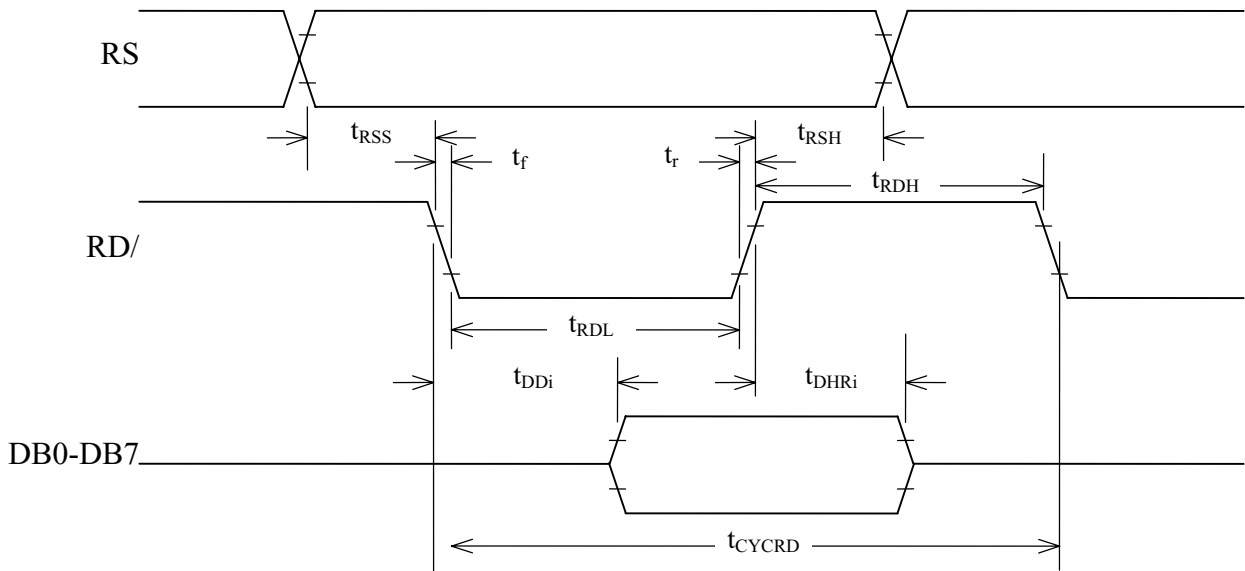 RS
tRSS
tRSH
tf
tr
tRDH
RD/
tRDL
tDDi
tDHRi
DB0-DB7
tCYCRD